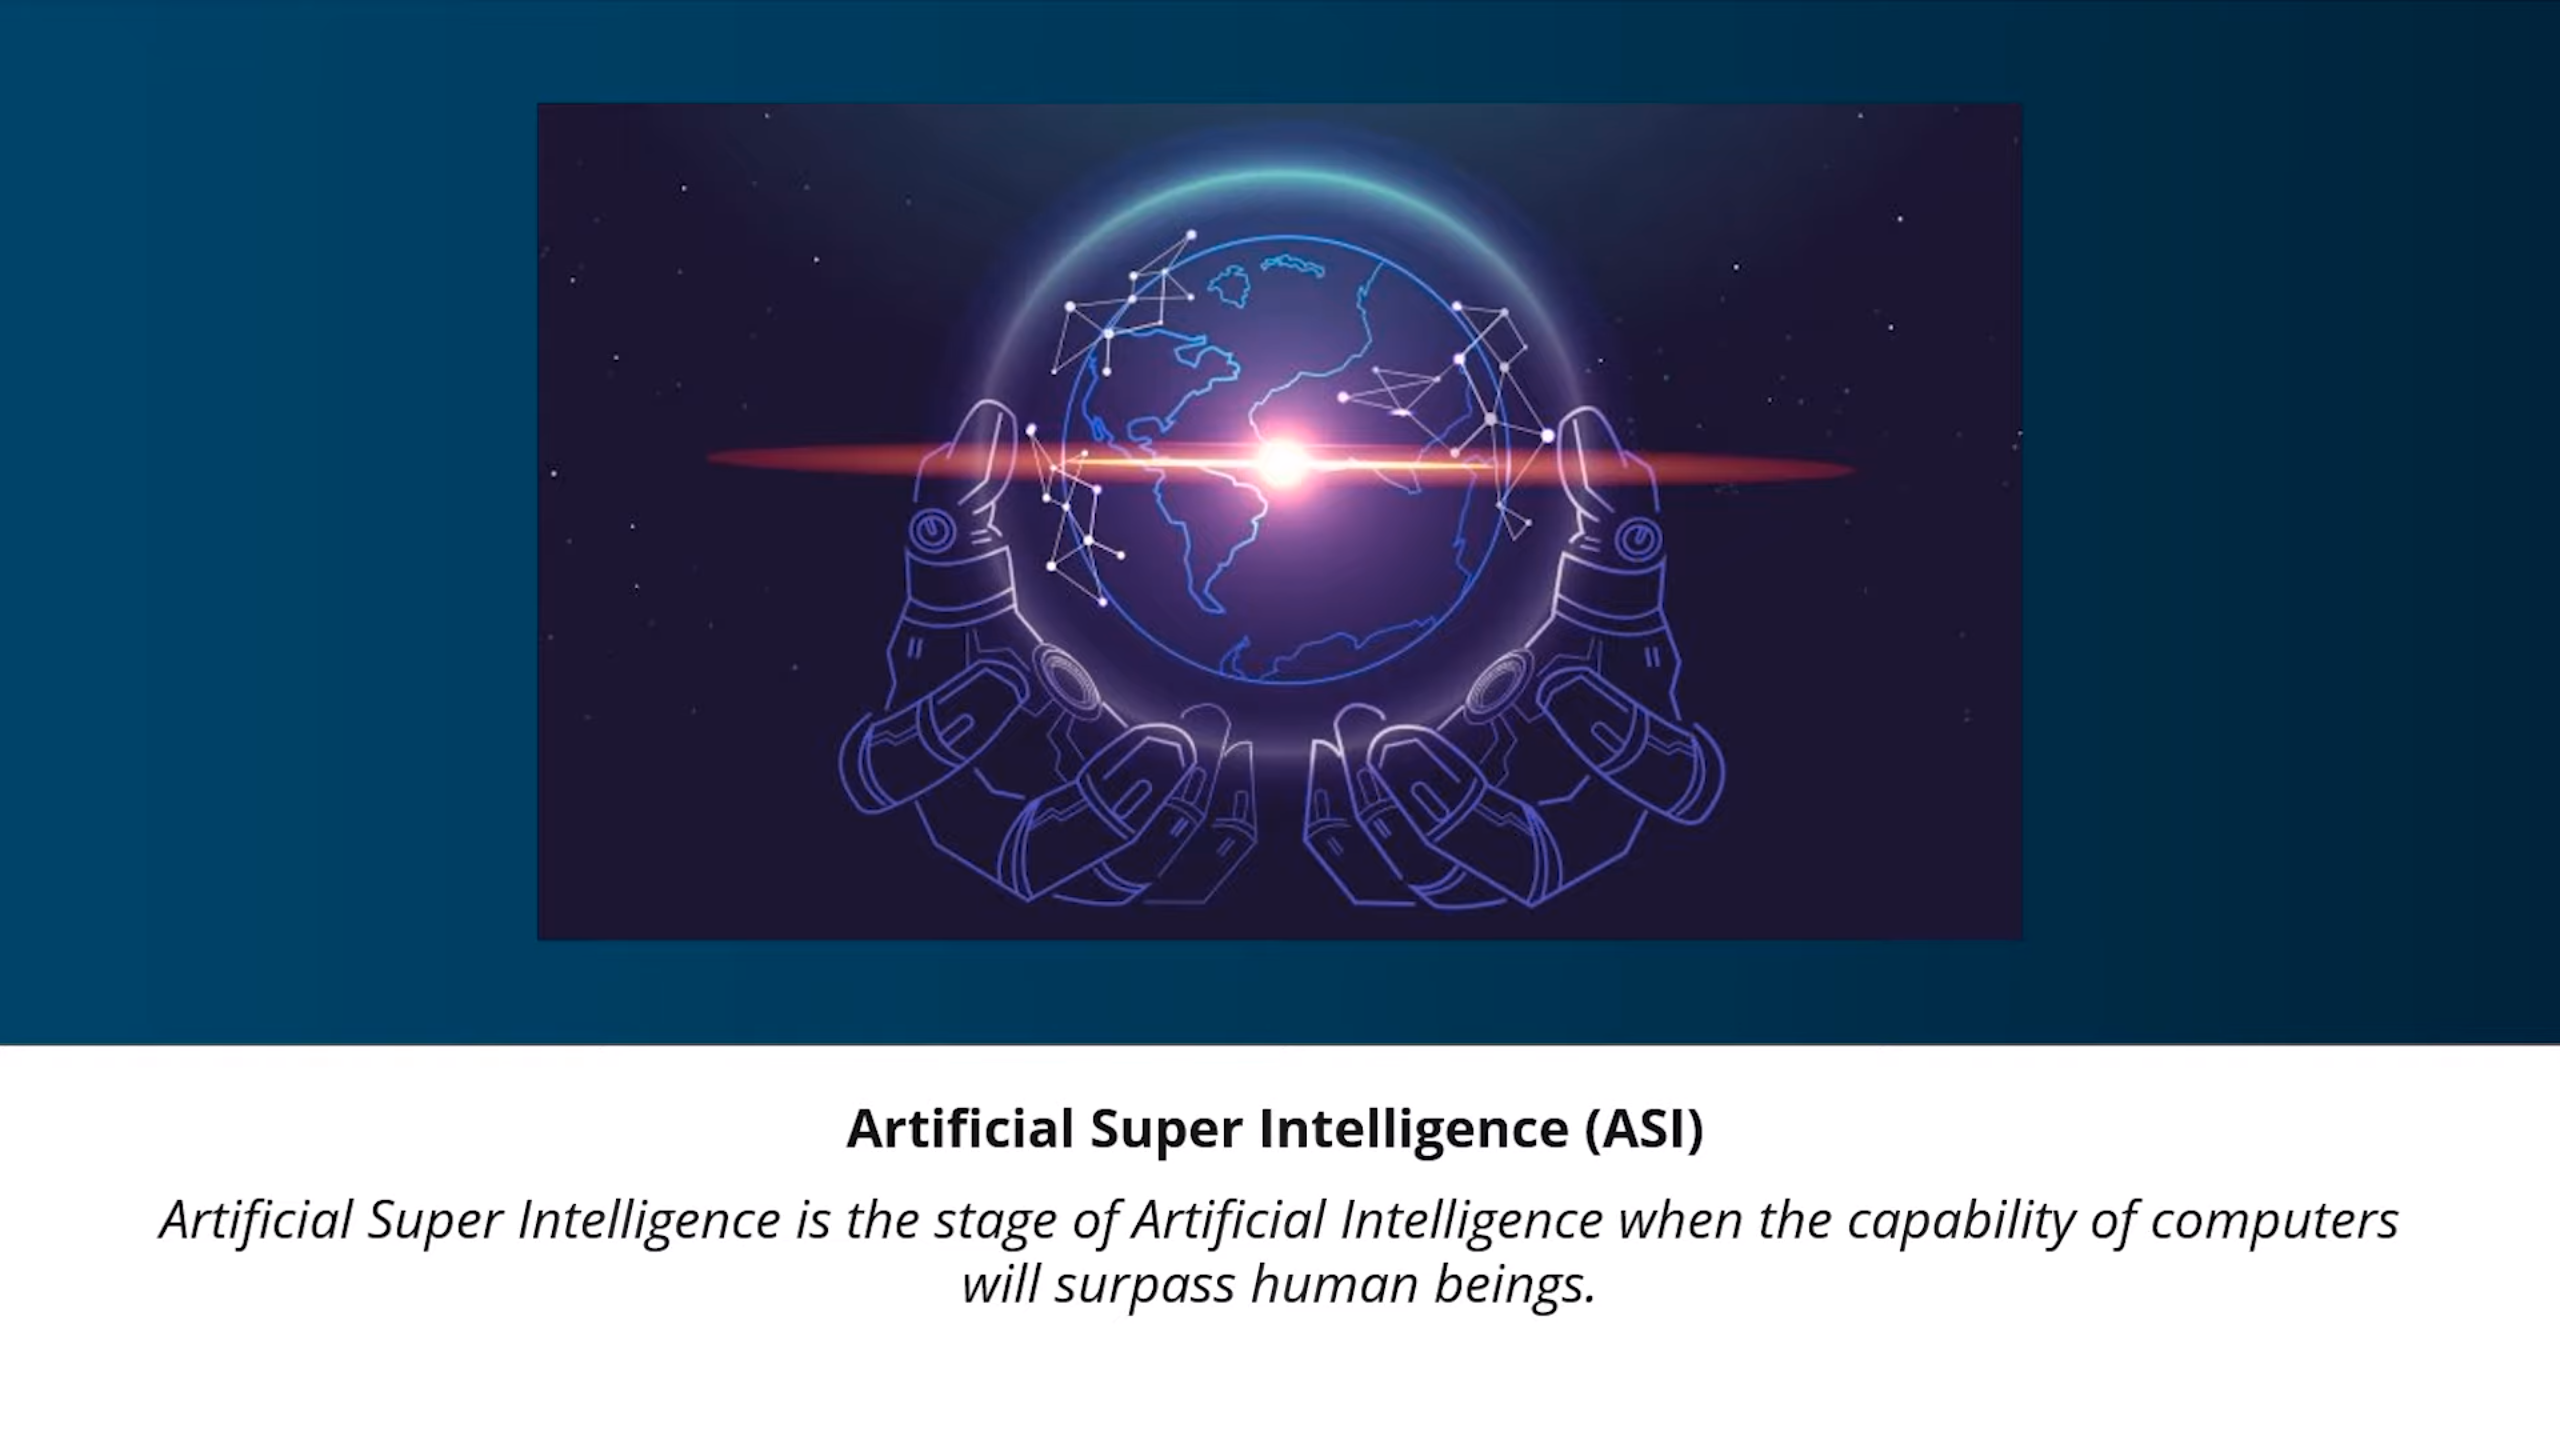 Artificial Super Intelligence (ASI)
Artificial Super Intelligence is the stage of Artificial Intelligence when the capability of computers
will surpass human beings.